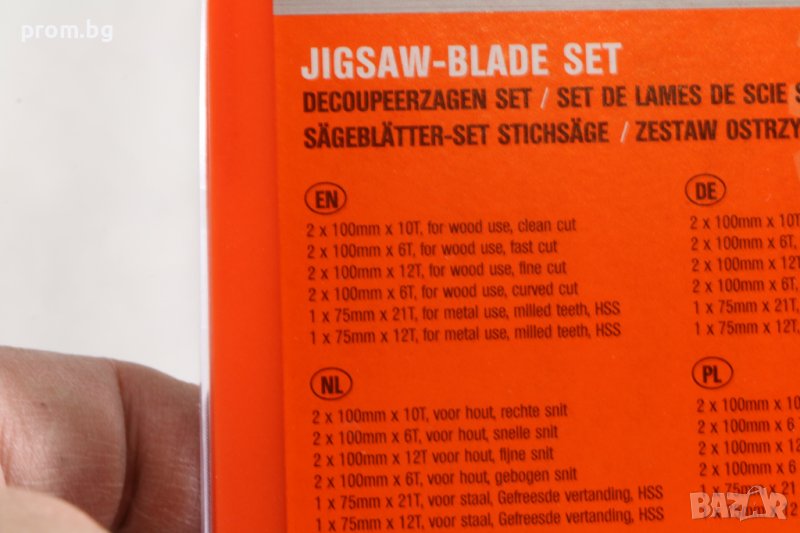 prom.bg
JIGSAW-BLADE SET
DECOUPEERZAGEN SET / SET DE LAMES DE SCIE
SÄGEBLÄTTER-SET STICHSÄGE / ZESTAW OSTRZY
EN
2 x 100mm x 10T, for wood use, clean cut
2 x 100mm x 6T, for wood use, fast cut
2 x 100mm x 12T, for wood use, fine cut
2 x 100mm x 6T, for wood use, curved cut
1 x 75mm x 21T, for metal use, milled teeth, HSS
1 x 75mm x 12T, for metal use, milled teeth, HSS
DE
2 x 100mm x 10T
2 x 100mm x 6T,
2 x 100mm x 12T
2 x 100mm x 6T,
1 x 75mm x 21T,
1 x 75mm x 12T,
NL
2 x 100mm x 10T, voor hout, rechte snit
2 x 100mm x 6T, voor hout, snelle snit
2 x 100mm x 12T voor hout, fijne snit
2 x 100mm x 6T, voor hout, gebogen snit
1 x 75mm x 21T, voor staal, Gefreesde vertanding, HSS
1 x 75mm x 12T, voor staal, Gefreesde vertanding, HSS
PL
2 x 100mm x 10
2 x 100mm x 6
2 x 100mm x 12
2 x 100mm x 6
1 x 75mm x 21
1 x 75mm x 12
BAZAR